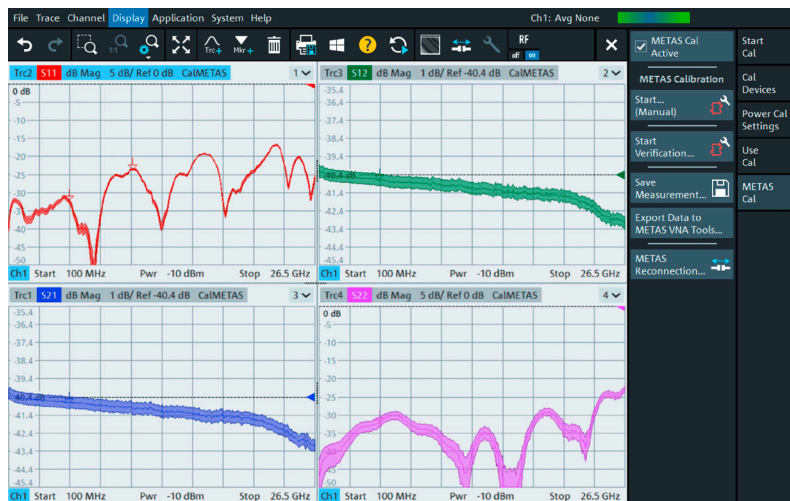 File Trace Channel Display Application System Help Ch1: Avg None
1:1 Trc+ Mkr+ RF
off on
METAS Cal
Active
METAS Calibration
Start...
(Manual)
Start
Verification...
Save
Measurement...
Export Data to
METAS VNA Tools...
METAS
Reconnection...
Start
Cal
Cal
Devices
Power Cal
Settings
Use
Cal
METAS
Cal
Trc2 S11 dB Mag 5 dB/ Ref 0 dB CalMETAS 1
0 dB
-5
-10
-15
-20
-25
-30
-35
-40
-45
-50
Ch1 Start 100 MHz Pwr -10 dBm Stop 26.5 GHz
Trc3 S12 dB Mag 1 dB/ Ref -40.4 dB CalMETAS 2
-35.4
-36.4
-37.4
-38.4
-39.4
-40.4 dB
-41.4
-42.4
-43.4
-44.4
-45.4
Ch1 Start 100 MHz Pwr -10 dBm Stop 26.5 GHz
Trc1 S21 dB Mag 1 dB/ Ref -40.4 dB CalMETAS 3
-35.4
-36.4
-37.4
-38.4
-39.4
-40.4 dB
-41.4
-42.4
-43.4
-44.4
-45.4
Ch1 Start 100 MHz Pwr -10 dBm Stop 26.5 GHz
Trc4 S22 dB Mag 5 dB/ Ref 0 dB CalMETAS 4
0 dB
-5
-10
-15
-20
-25
-30
-35
-40
-45
-50
Ch1 Start 100 MHz Pwr -10 dBm Stop 26.5 GHz